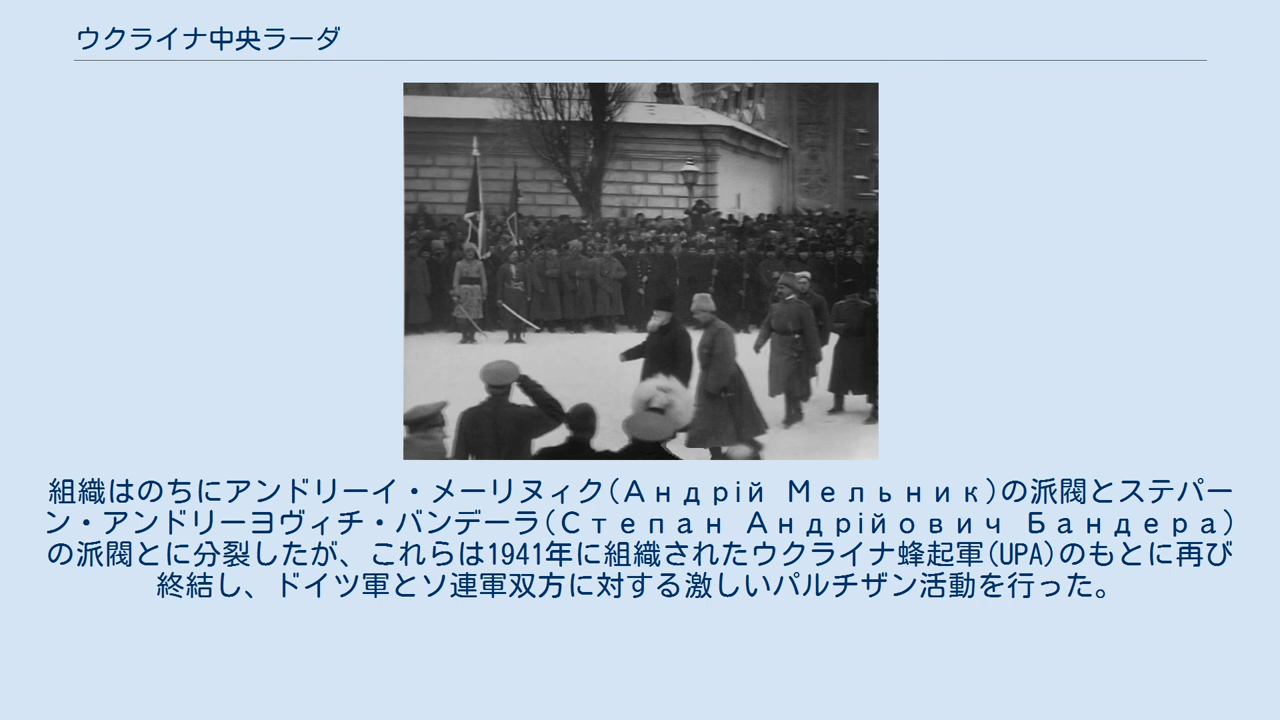 ウクライナ中央ラーダ
組織はのちにアンドリーイ・メーリヌィク(Андрій Мельник)の派閥とステパー
ン・アンドリーヨヴィチ・バンデーラ(Степан Андрійович Бандера)
の派閥とに分裂したが、これらは1941年に組織されたウクライナ蜂起軍(UPA)のもとに再び
終結し、ドイツ軍とソ連軍双方に対する激しいパルチザン活動を行った。